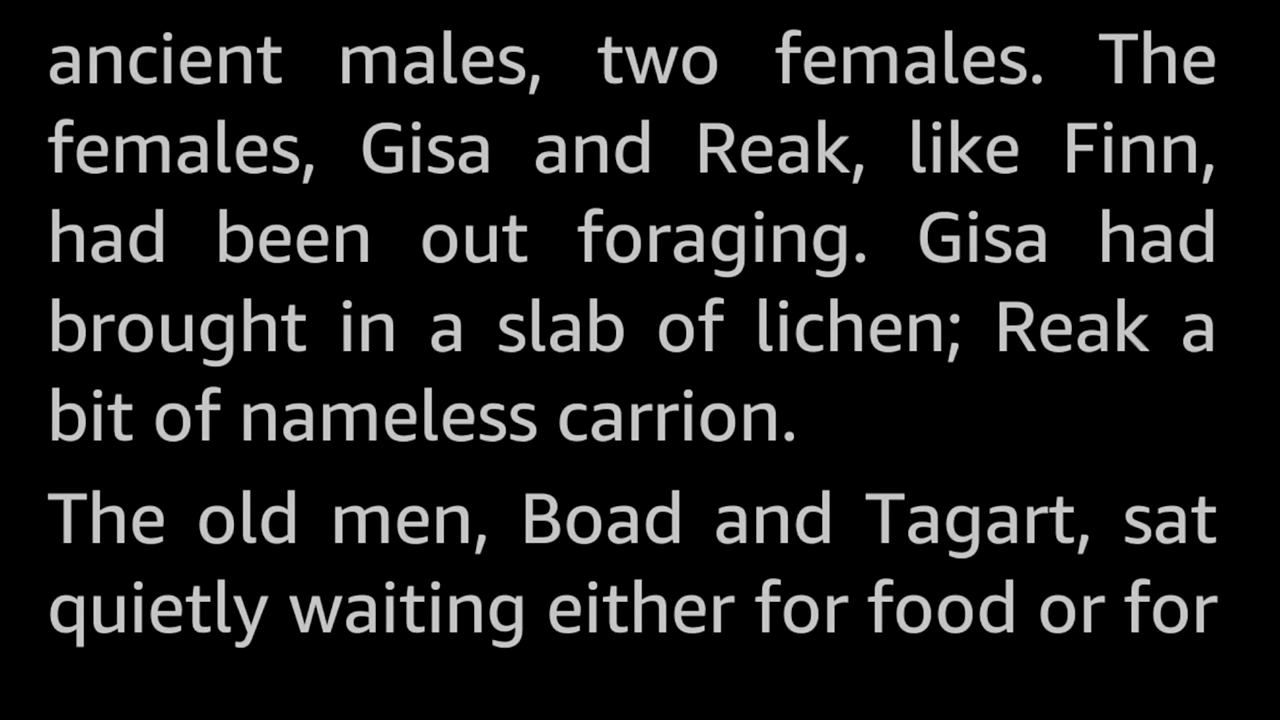 ancient males, two females. The
females, Gisa and Reak, like Finn,
had been out foraging. Gisa had
brought in a slab of lichen; Reak a
bit of nameless carrion.
The old men, Boad and Tagart, sat
quietly waiting either for food or for